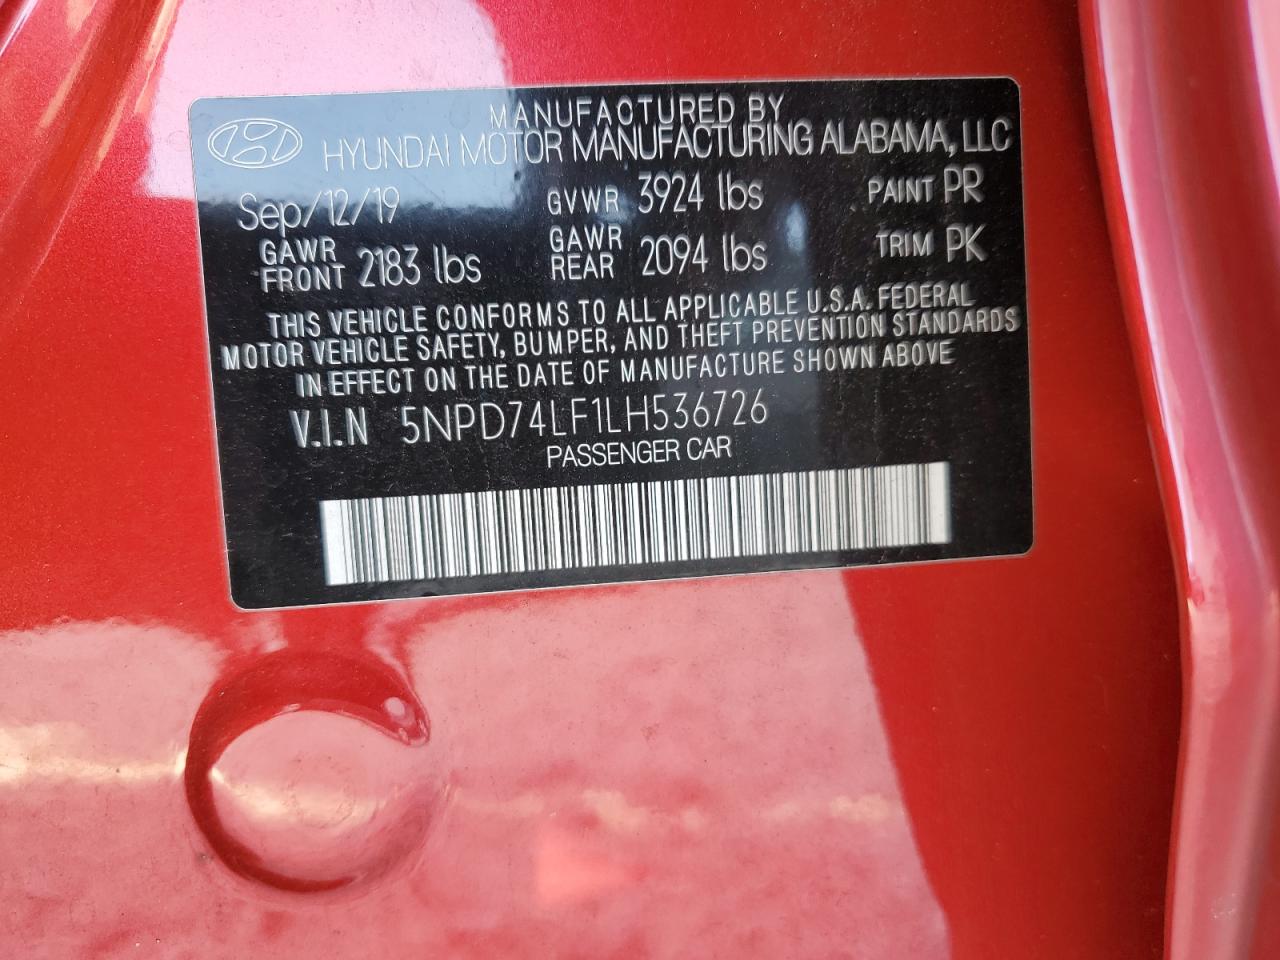 MANUFACTURED BY
HYUNDAI MOTOR MANUFACTURING ALABAMA, LLC
Sep/12/19 GVWR 3924 lbs PAINT PR
GAWR FRONT 2183 lbs GAWR REAR 2094 lbs TRIM PK
THIS VEHICLE CONFORMS TO ALL APPLICABLE U.S.A. FEDERAL
MOTOR VEHICLE SAFETY, BUMPER, AND THEFT PREVENTION STANDARDS
IN EFFECT ON THE DATE OF MANUFACTURE SHOWN ABOVE
V.I.N 5NPD74LF1LH536726
PASSENGER CAR